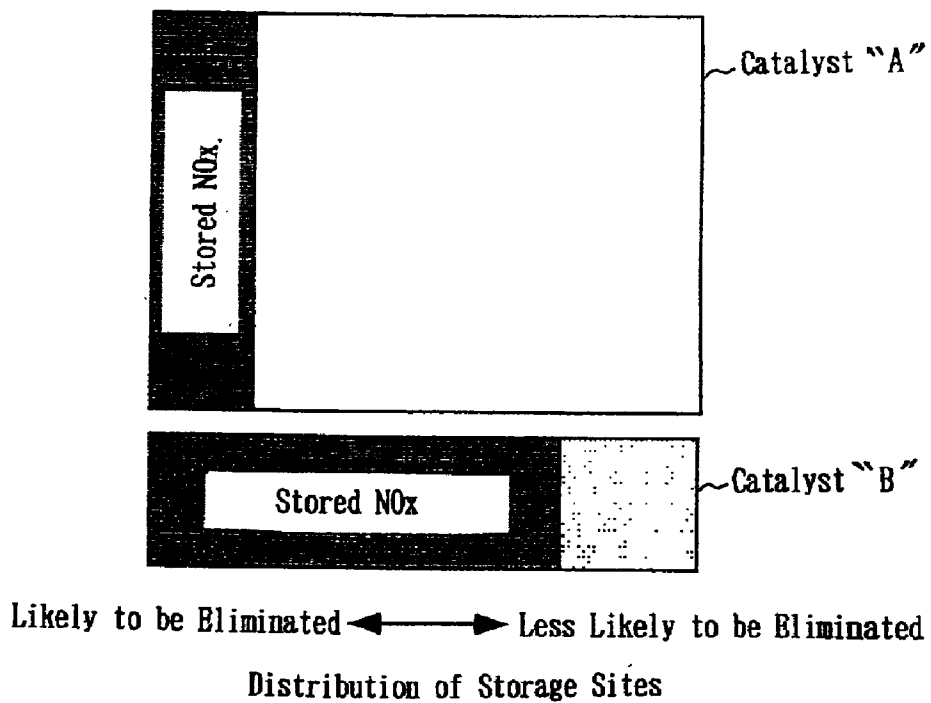 Catalyst "A"
Stored NOx.
Stored NOx
Catalyst "B"
Likely to be Eliminated
Less Likely to be Eliminated
Distribution of Storage Sites